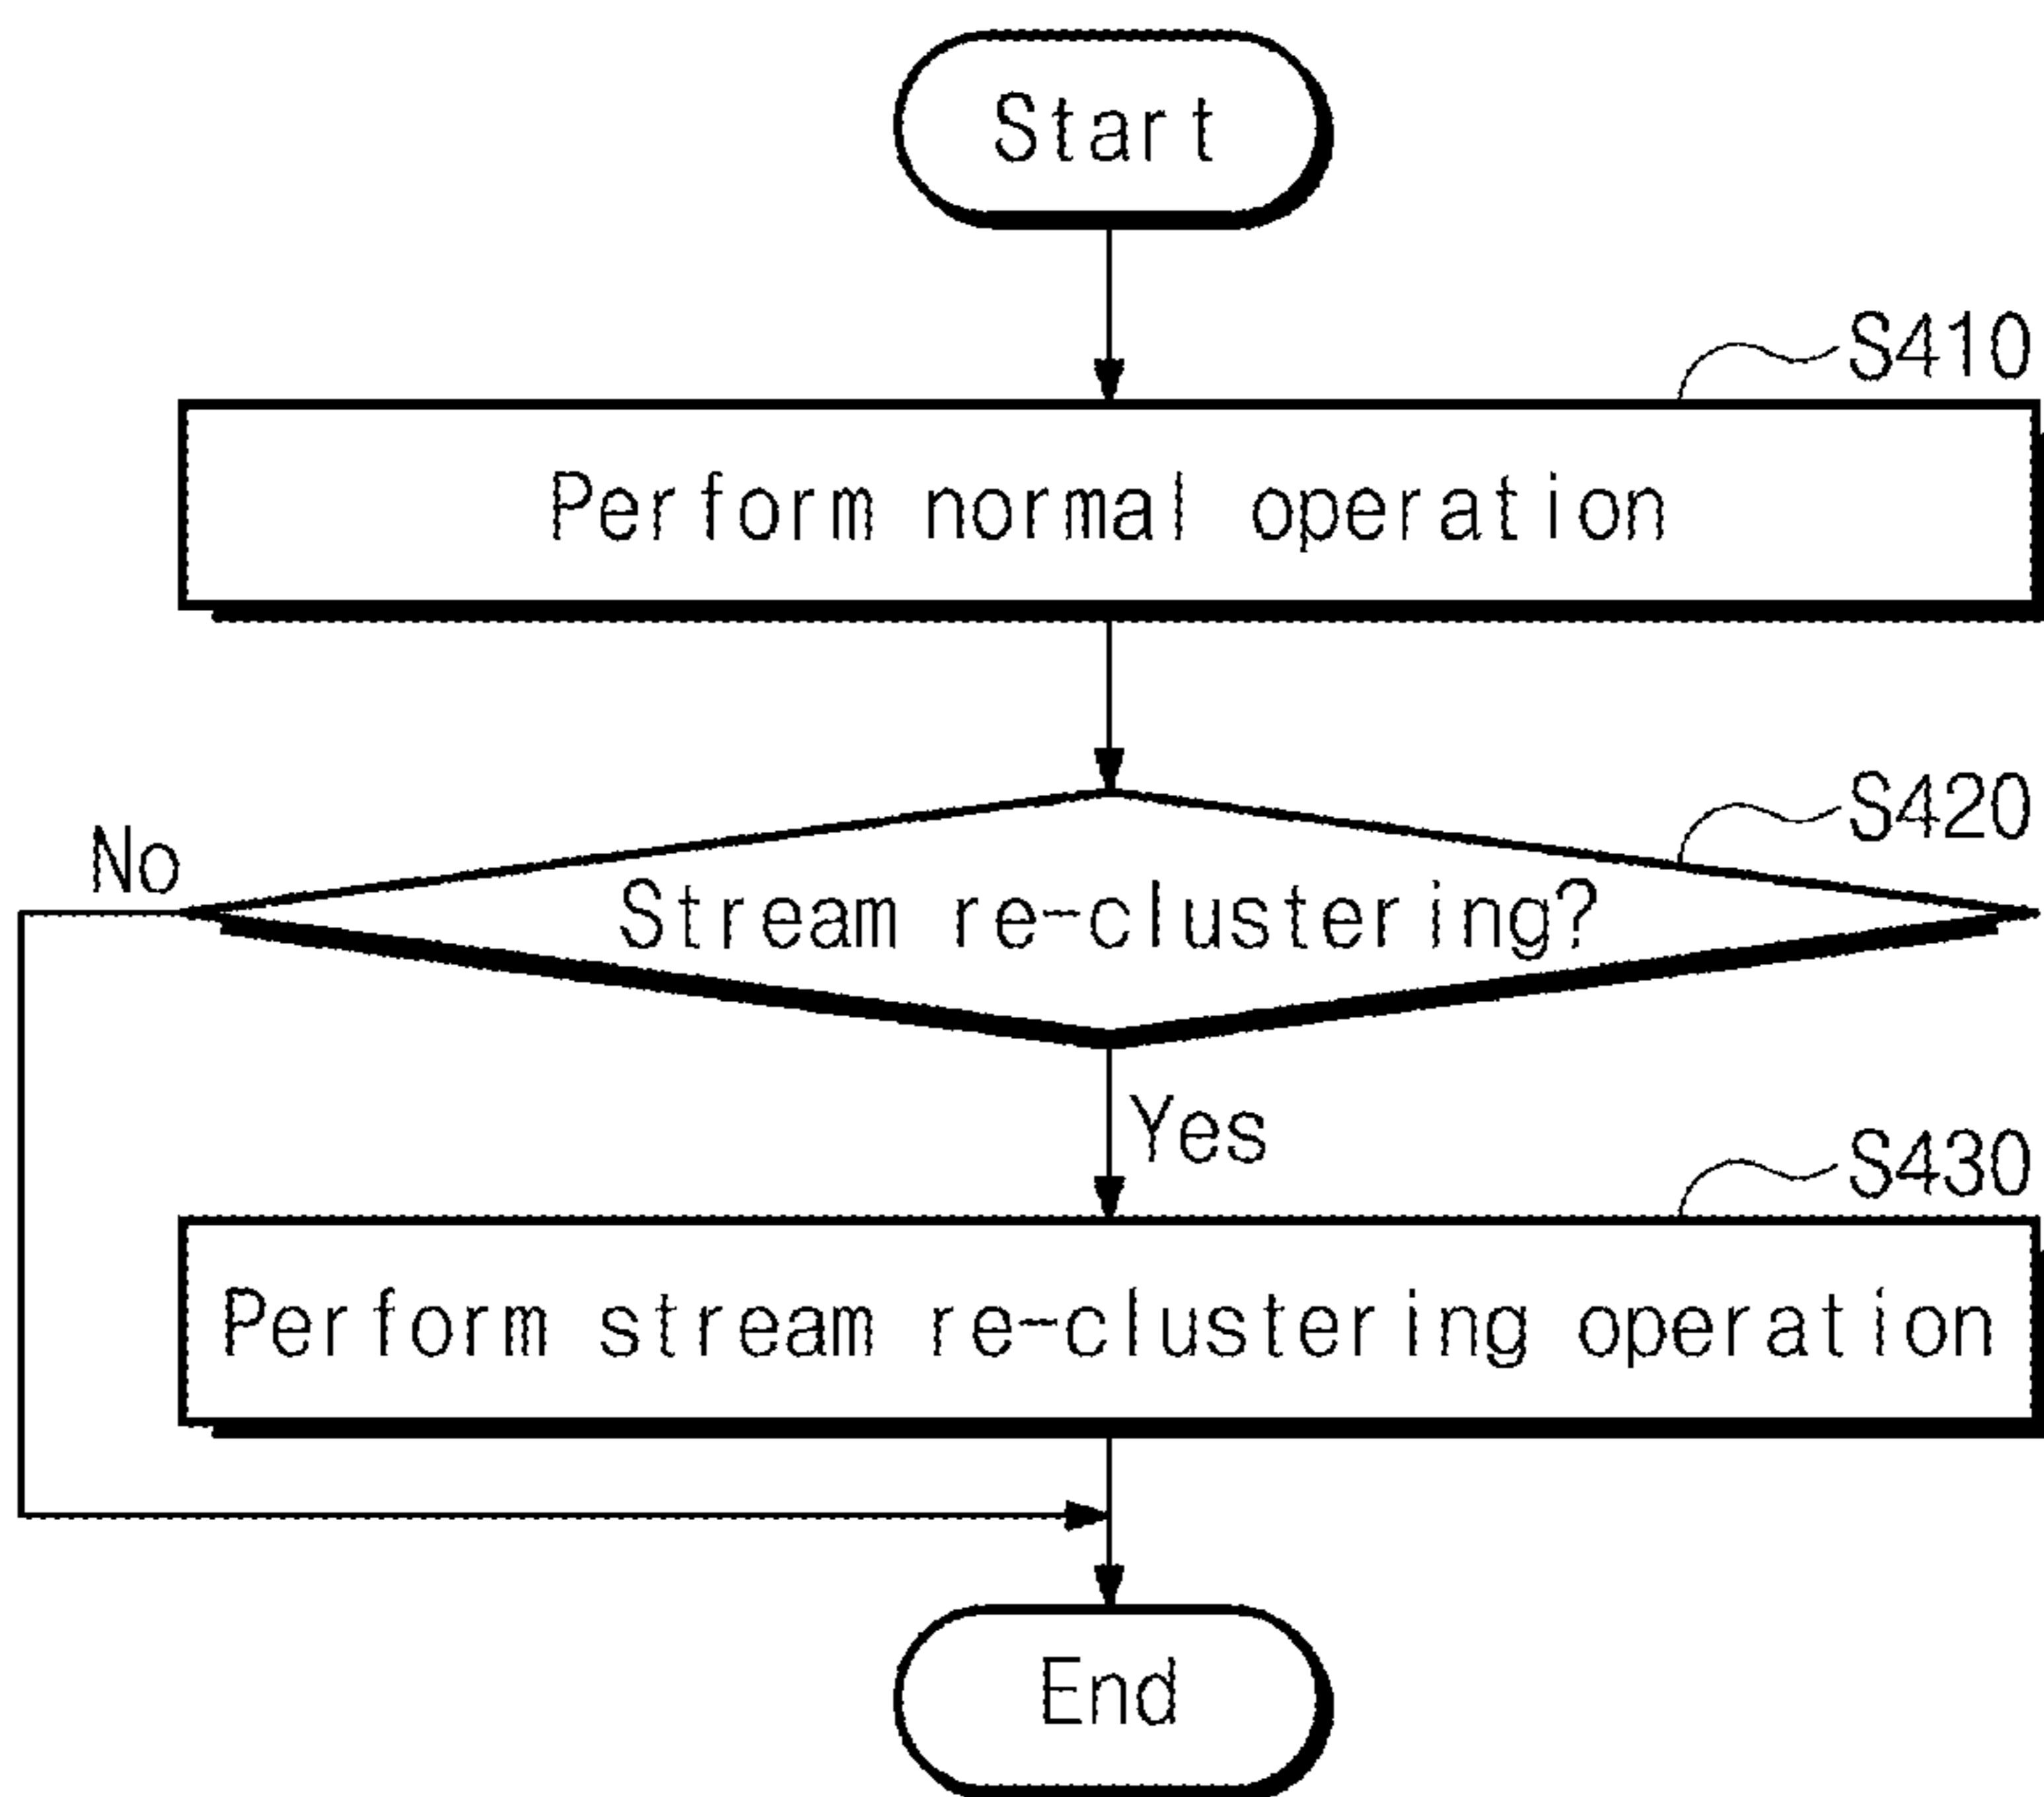 Start
S410
Perform normal operation
S420
No
Stream re-clustering?
Yes
S430
Perform stream re-clustering operation
End